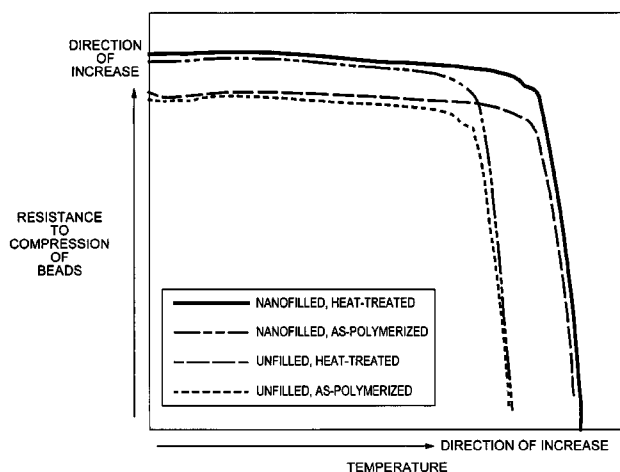 DIRECTION
OF
INCREASE
RESISTANCE
TO
COMPRESSION
OF
BEADS
NANOFILLED, HEAT-TREATED
NANOFILLED, AS-POLYMERIZED
UNFILLED, HEAT-TREATED
UNFILLED, AS-POLYMERIZED
DIRECTION OF INCREASE
TEMPERATURE